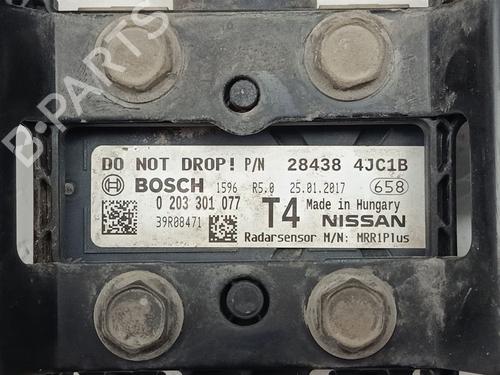 B-PARTS
DO NOT DROP! P/N 28438 4JC1B
BOSCH 1596 R5.0 25.01.2017 658
0 203 301 077 T4 Made in Hungary
39R08471 NISSAN
Radarsensor M/N: MRR1Plus